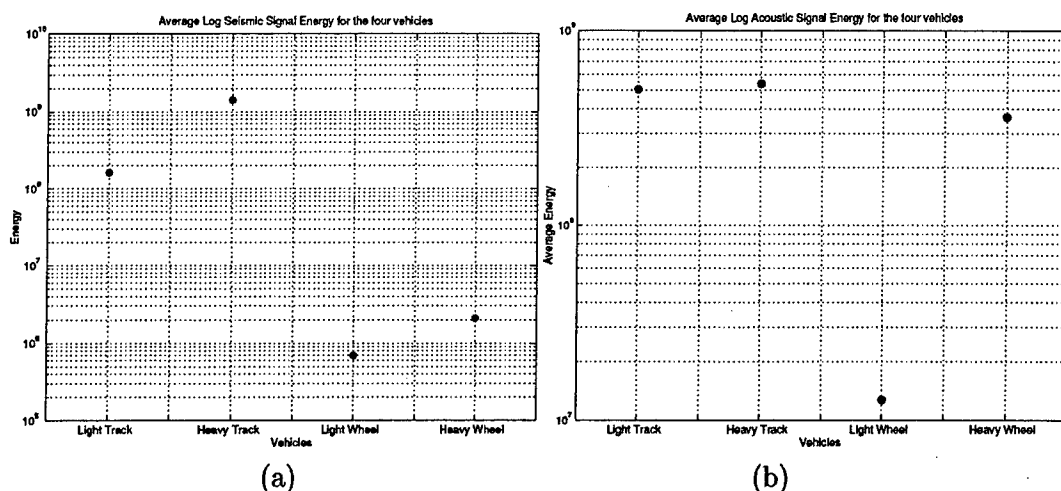 Average Log Seismic Signal Energy for the four vehicles
10^10
10^9
10^8
10^7
10^6
10^5
Energy
Light Track Heavy Track Light Wheel Heavy Wheel
Vehicles
(a)
Average Log Acoustic Signal Energy for the four vehicles
10^9
10^8
10^7
Average Energy
Light Track Heavy Track Light Wheel Heavy Wheel
Vehicles
(b)